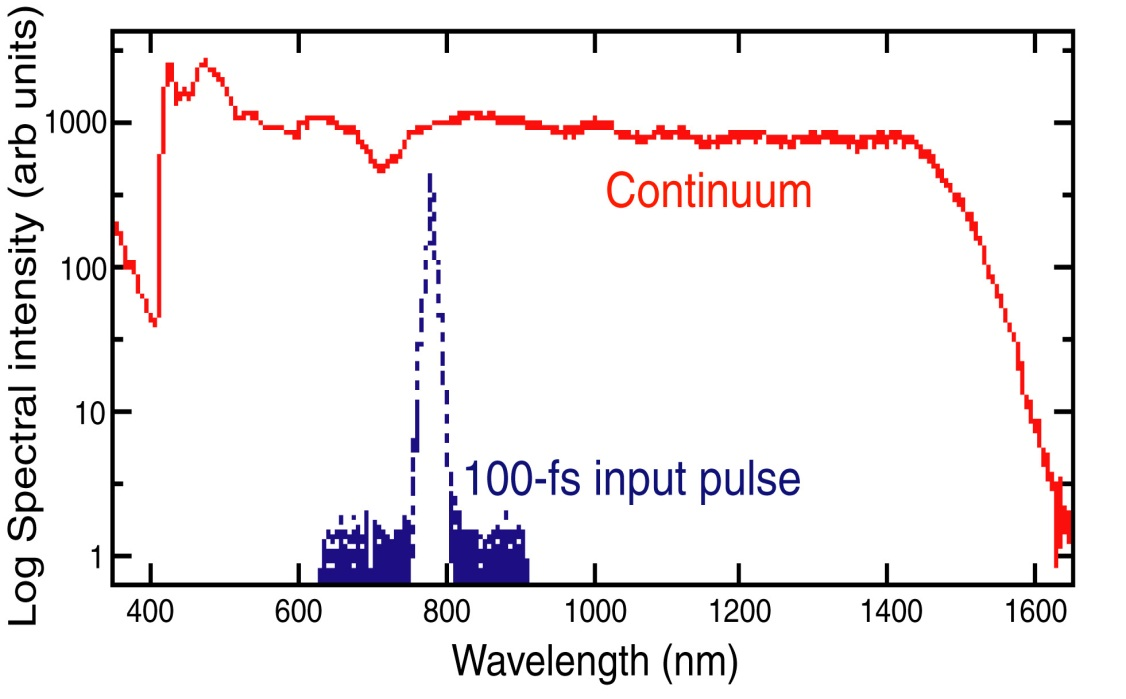 Log Spectral intensity (arb units)
1000
100
10
1
Continuum
100-fs input pulse
400 600 800 1000 1200 1400 1600
Wavelength (nm)